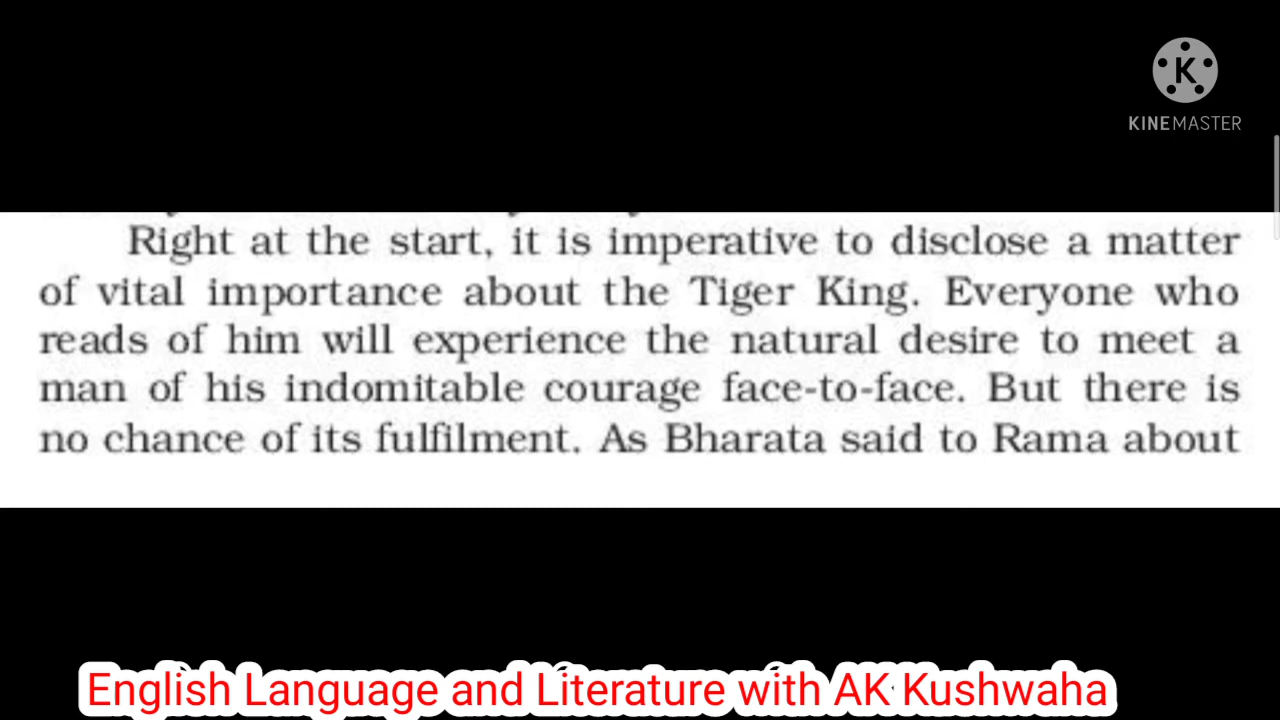 KINEMASTER
Right at the start, it is imperative to disclose a matter
of vital importance about the Tiger King. Everyone who
reads of him will experience the natural desire to meet a
man of his indomitable courage face-to-face. But there is
no chance of its fulfilment. As Bharata said to Rama about
English Language and Literature with AK Kushwaha